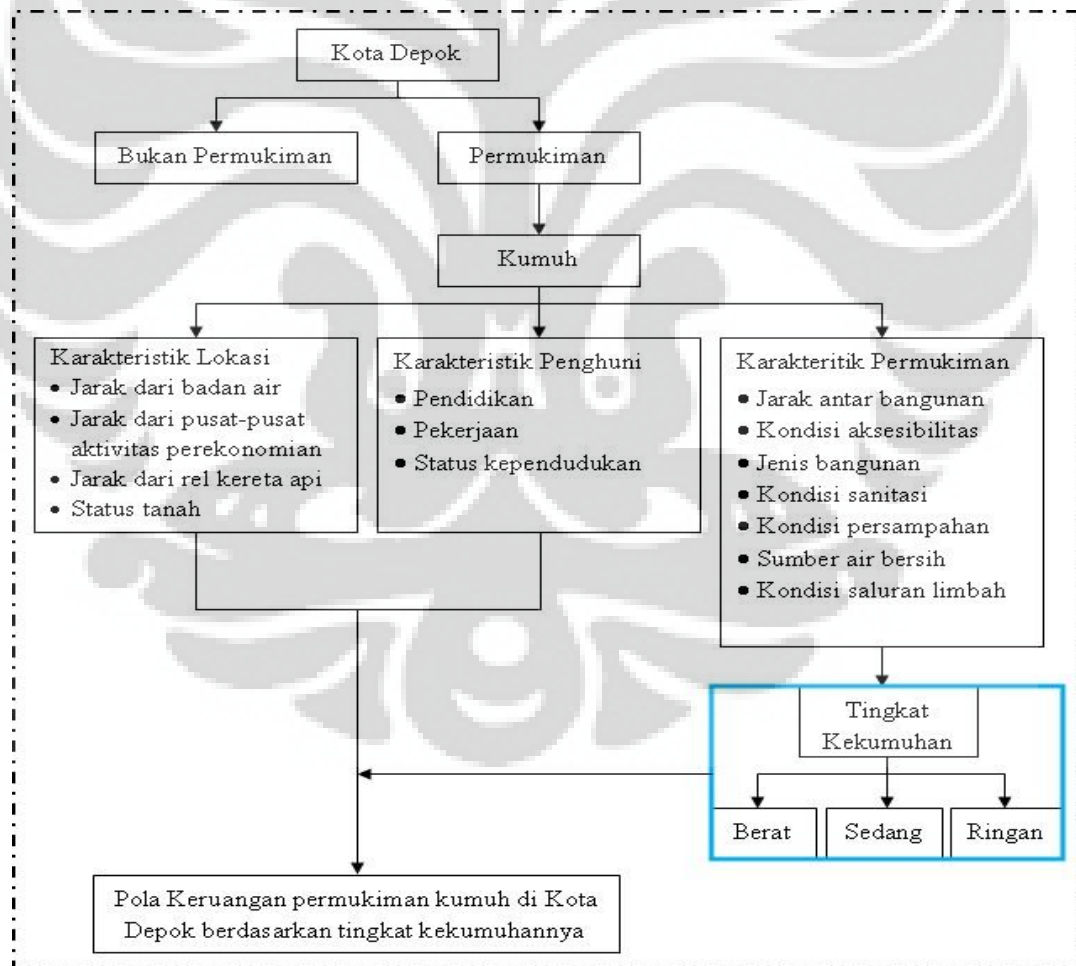 Kota Depok
Bukan Permukiman
Permukiman
Kumuh
Karakteristik Lokasi
• Jarak dari badan air
• Jarak dari pusat-pusat
aktivitas perekonomian
• Jarak dari rel kereta api
• Status tanah
Karakteristik Penghuni
• Pendidikan
• Pekerjaan
• Status kependudukan
Karakteritik Permukiman
• Jarak antar bangunan
• Kondisi aksesibilitas
• Jenis bangunan
• Kondisi sanitasi
• Kondisi persampahan
• Sumber air bersih
• Kondisi saluran limbah
Tingkat
Kekumuhan
Berat
Sedang
Ringan
Pola Keruangan permukiman kumuh di Kota
Depok berdasarkan tingkat kekumuhannya